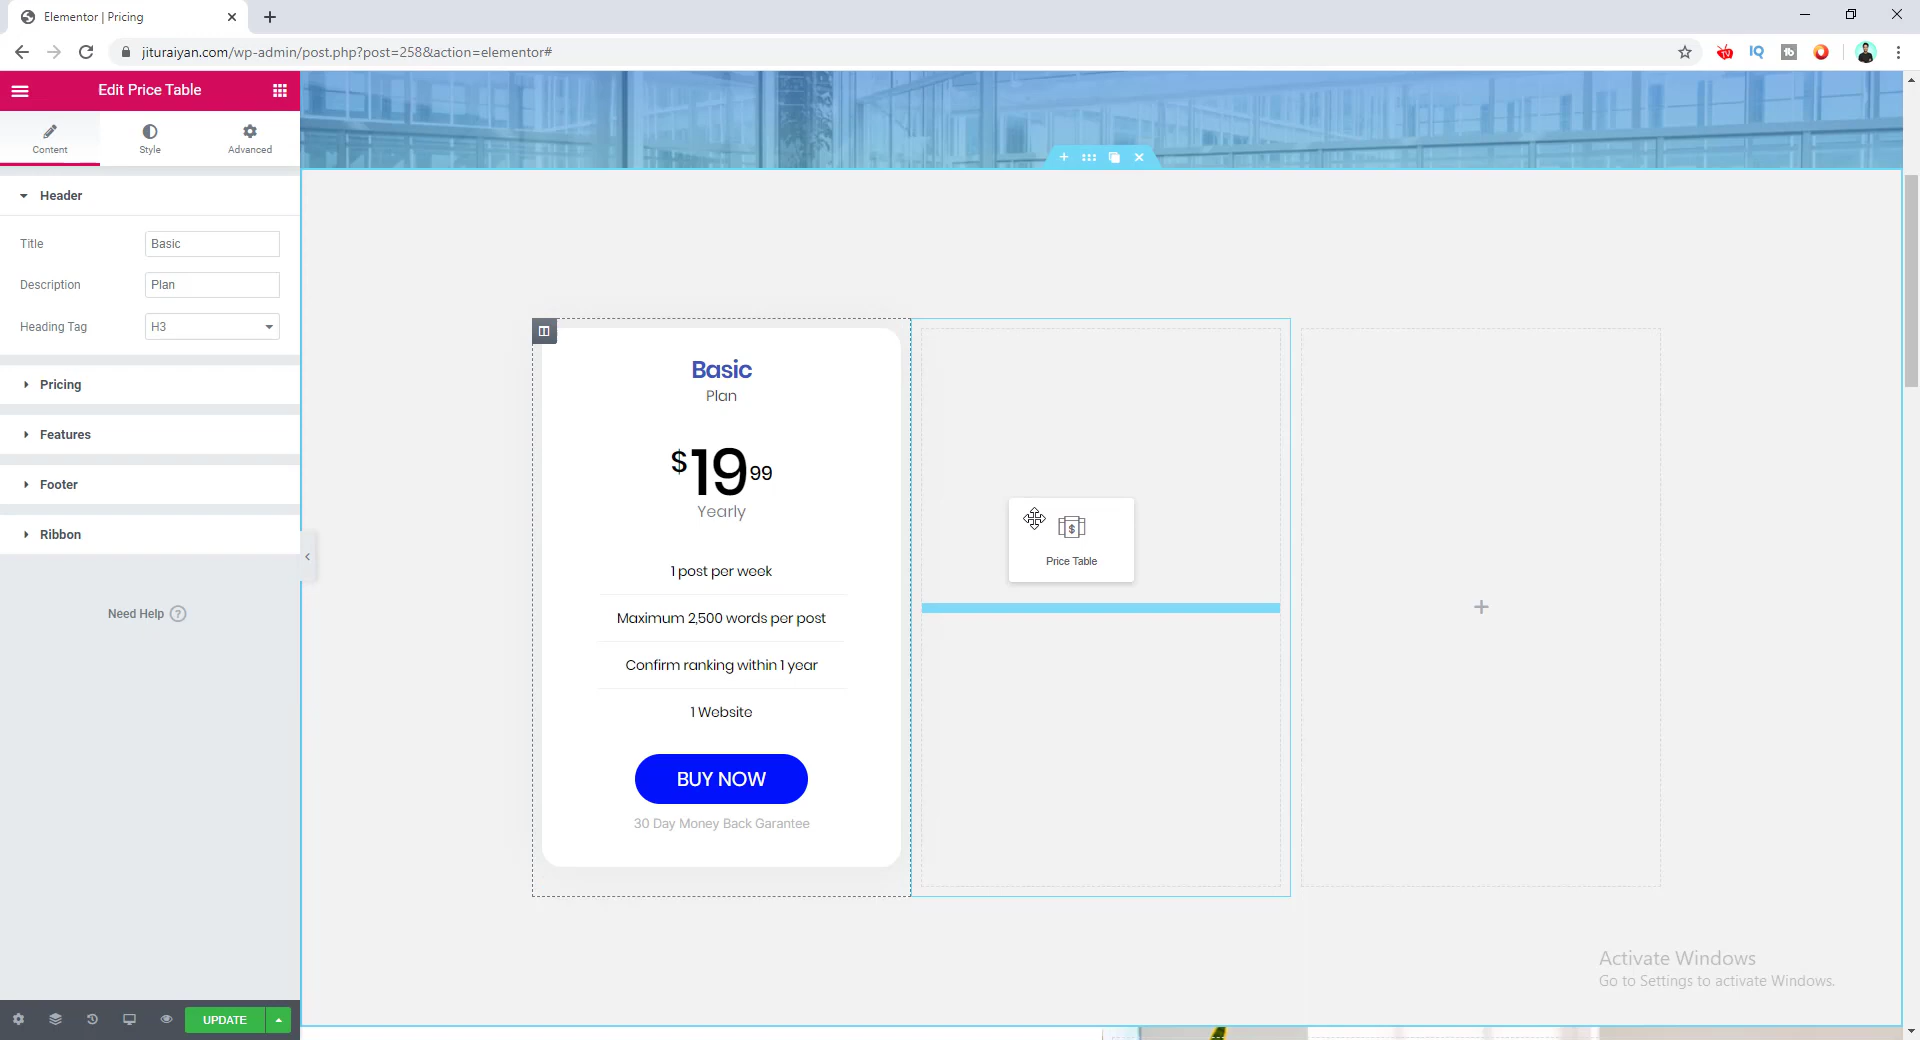 Elementor | Pricing
jituraiyan.com/wp-admin/post.php?post=258&action=elementor#
Edit Price Table
Content
Style
Advanced
Header
Title
Basic
Description
Plan
Heading Tag
H3
Pricing
Features
Footer
Ribbon
Need Help ?
UPDATE
Basic
Plan
$19 99
Yearly
1 post per week
Maximum 2,500 words per post
Confirm ranking within 1 year
1 Website
BUY NOW
30 Day Money Back Garantee
Price Table
Activate Windows
Go to Settings to activate Windows.